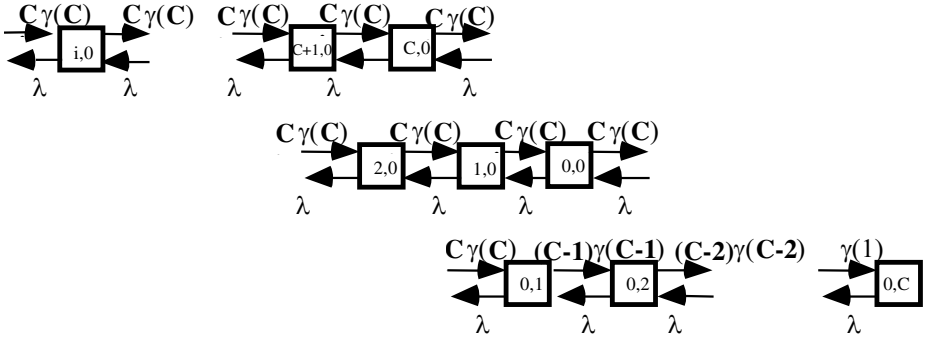 Cγ(C) Cγ(C) Cγ(C) Cγ(C) Cγ(C)
i,0 C+1,0 C,0
λ λ λ λ λ
Cγ(C) Cγ(C) Cγ(C) Cγ(C)
2,0 1,0 0,0
λ λ λ λ
Cγ(C) (C-1)γ(C-1) (C-2)γ(C-2) γ(1)
0,1 0,2 0,C
λ λ λ λ